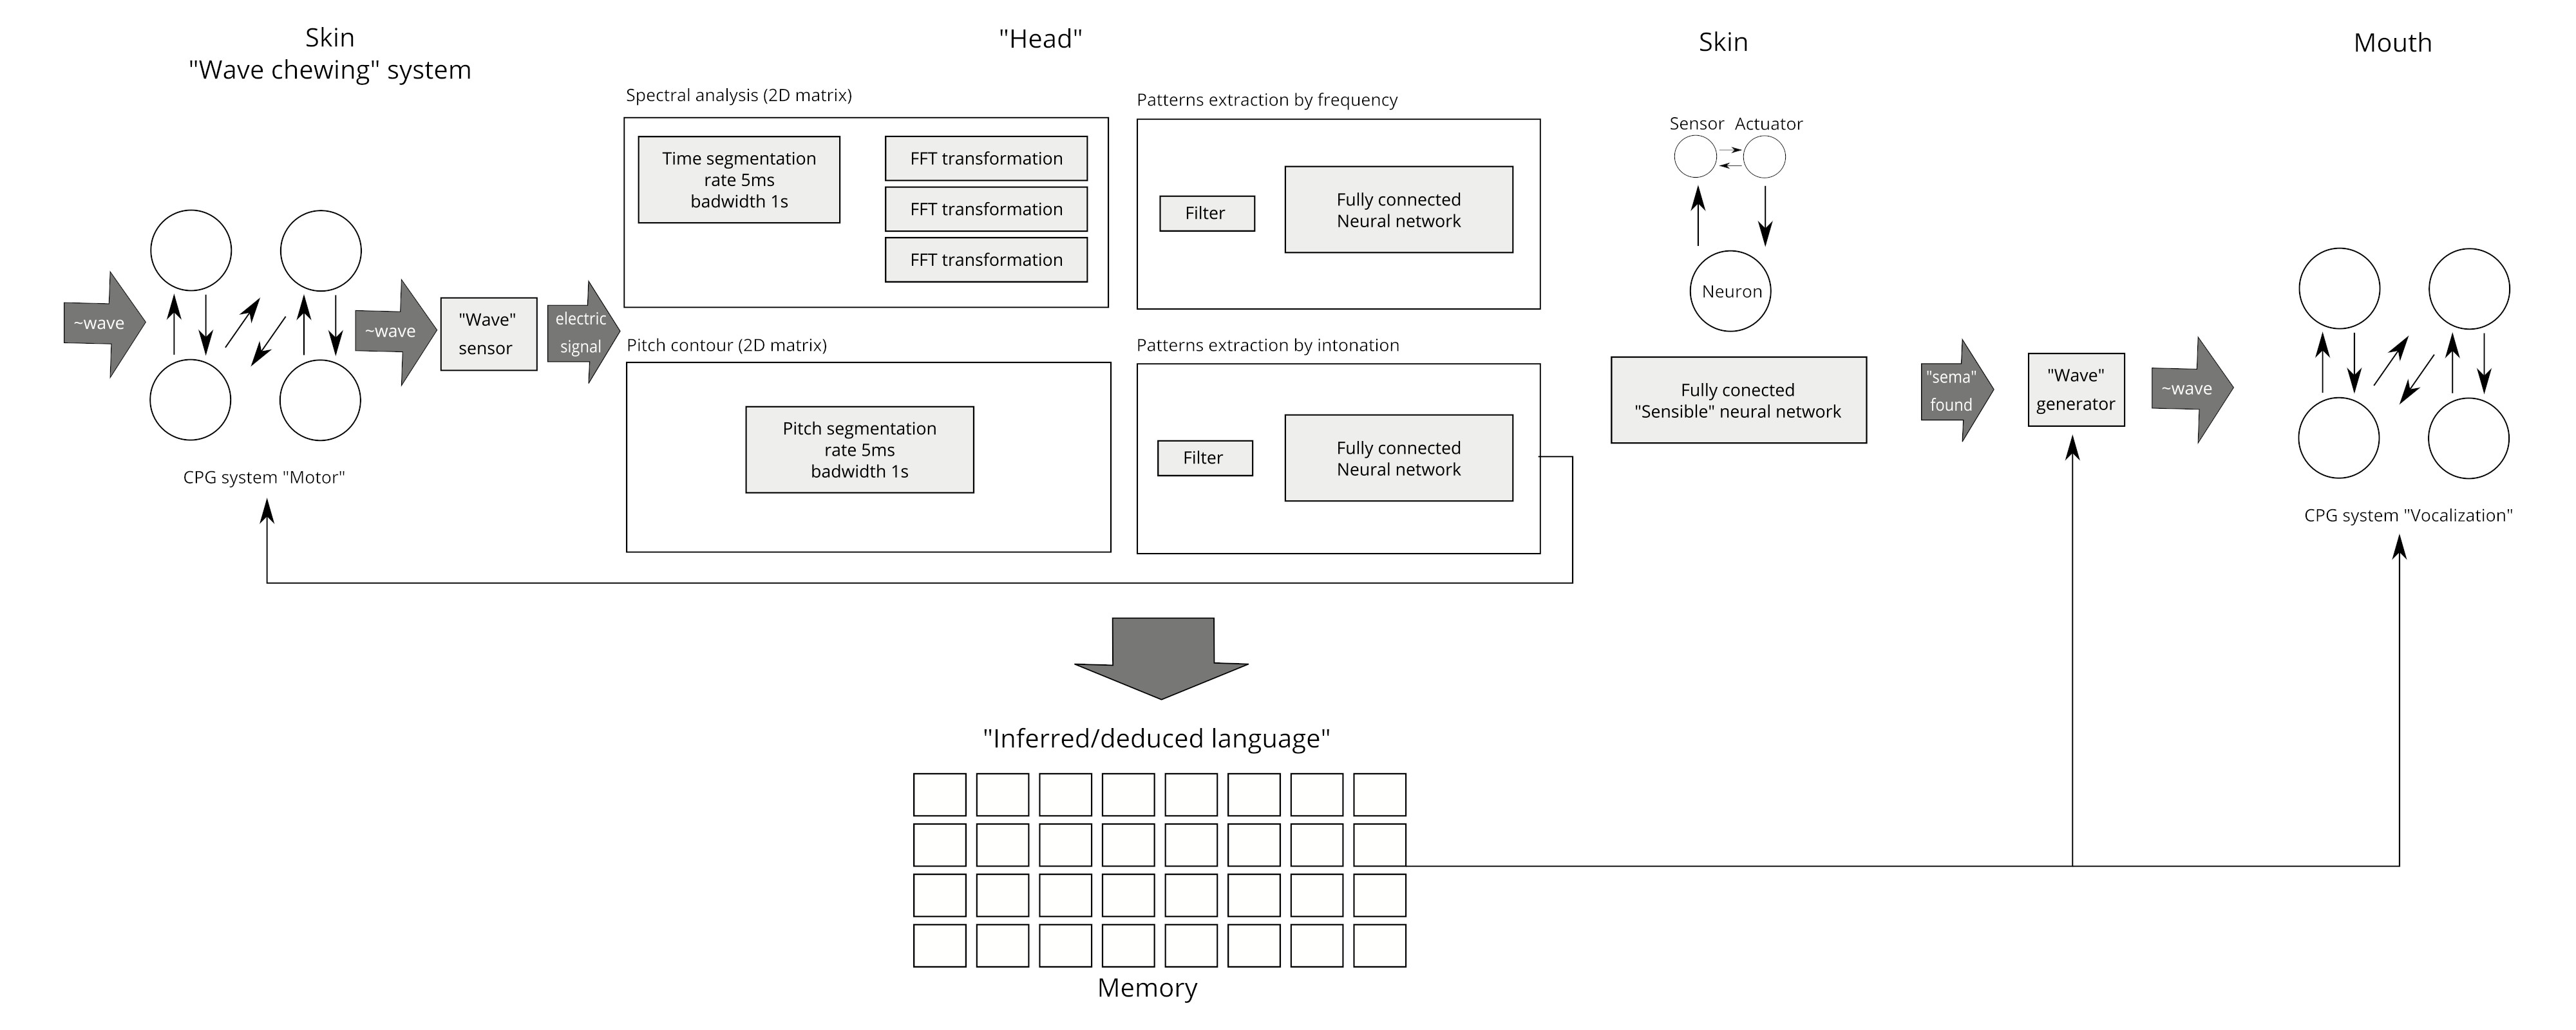 Skin
"Wave chewing" system
"Head"
Skin
Mouth
Spectral analysis (2D matrix)
Time segmentation
rate 5ms
badwidth 1s
FFT transformation
FFT transformation
FFT transformation
Patterns extraction by frequency
Filter
Fully connected
Neural network
Sensor
Actuator
Neuron
~wave
~wave
"Wave"
sensor
electric
signal
CPG system "Motor"
Pitch contour (2D matrix)
Pitch segmentation
rate 5ms
badwidth 1s
Patterns extraction by intonation
Filter
Fully connected
Neural network
Fully conected
"Sensible" neural network
"sema"
found
"Wave"
generator
~wave
CPG system "Vocalization"
"Inferred/deduced language"
Memory